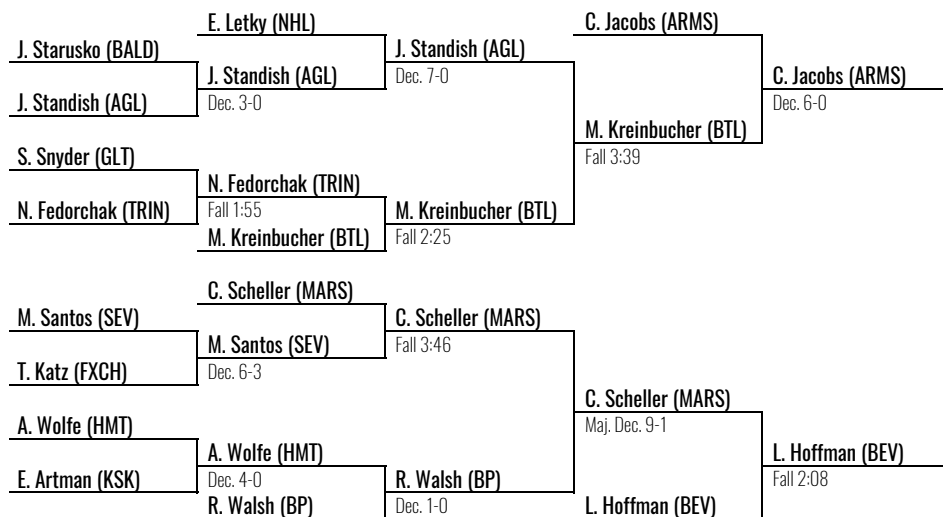 E. Letky (NHL)
C. Jacobs (ARMS)
J. Starusko (BALD)
J. Standish (AGL)
J. Standish (AGL)
Dec. 7-0
C. Jacobs (ARMS)
Dec. 6-0
J. Standish (AGL)
Dec. 3-0
M. Kreinbucher (BTL)
Fall 3:39
S. Snyder (GLT)
N. Fedorchak (TRIN)
Fall 1:55
N. Fedorchak (TRIN)
M. Kreinbucher (BTL)
Fall 2:25
M. Kreinbucher (BTL)
C. Scheller (MARS)
M. Santos (SEV)
C. Scheller (MARS)
Fall 3:46
M. Santos (SEV)
Dec. 6-3
T. Katz (FXCH)
C. Scheller (MARS)
Maj. Dec. 9-1
A. Wolfe (HMT)
A. Wolfe (HMT)
Dec. 4-0
L. Hoffman (BEV)
Fall 2:08
E. Artman (KSK)
R. Walsh (BP)
Dec. 1-0
R. Walsh (BP)
L. Hoffman (BEV)